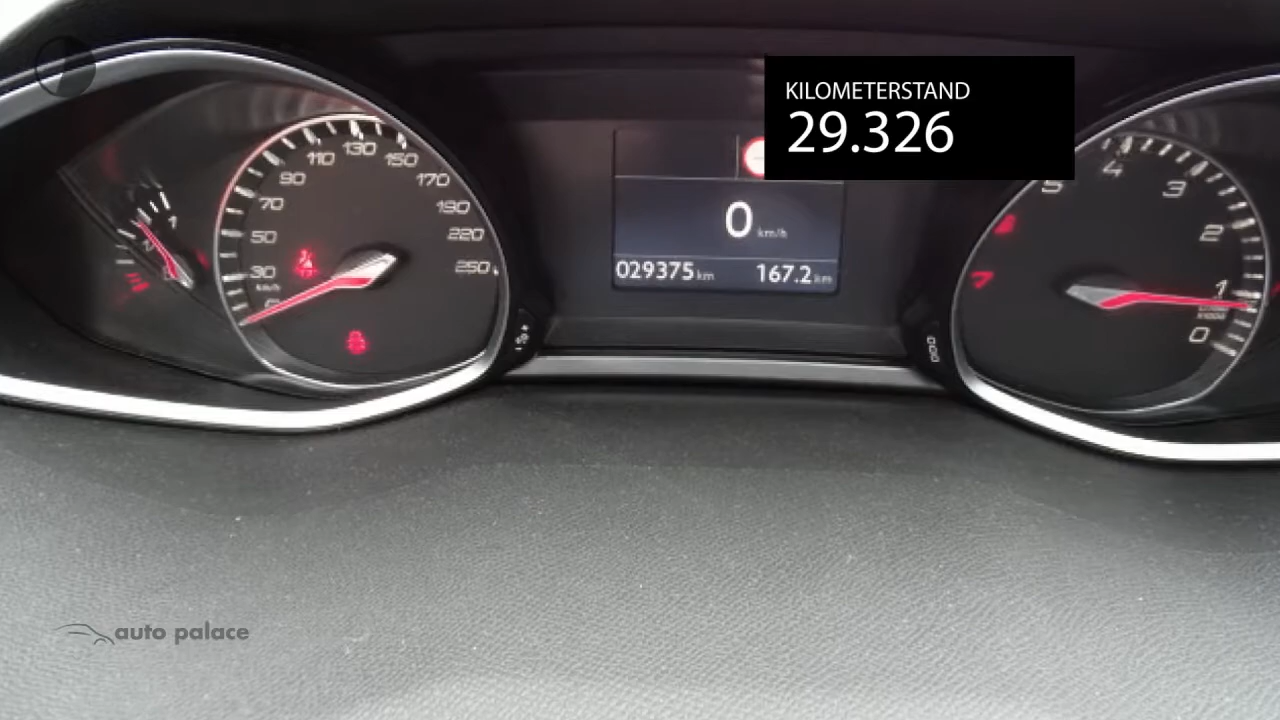 KILOMETERSTAND
29.326
110 130 150
90 170
70 190
50 220
30 250
km/h
0 km/h
029375 km 167.2 km
5 4 3
2
1
0
auto palace